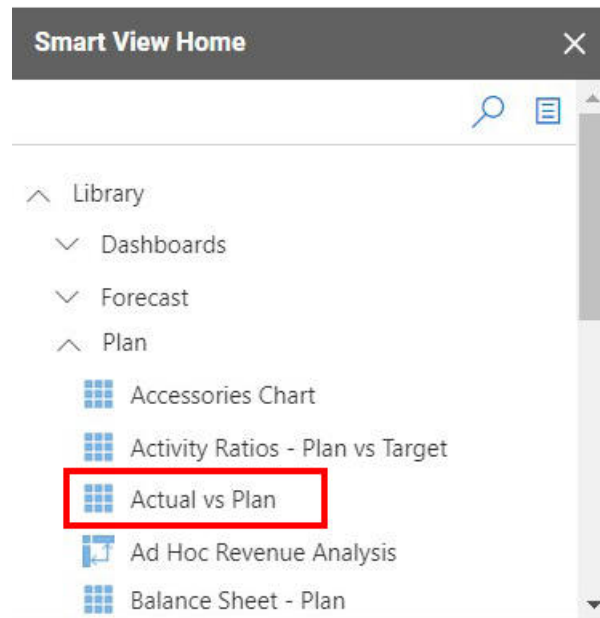 Smart View Home
Library
Dashboards
Forecast
Plan
Accessories Chart
Activity Ratios - Plan vs Target
Actual vs Plan
Ad Hoc Revenue Analysis
Balance Sheet - Plan